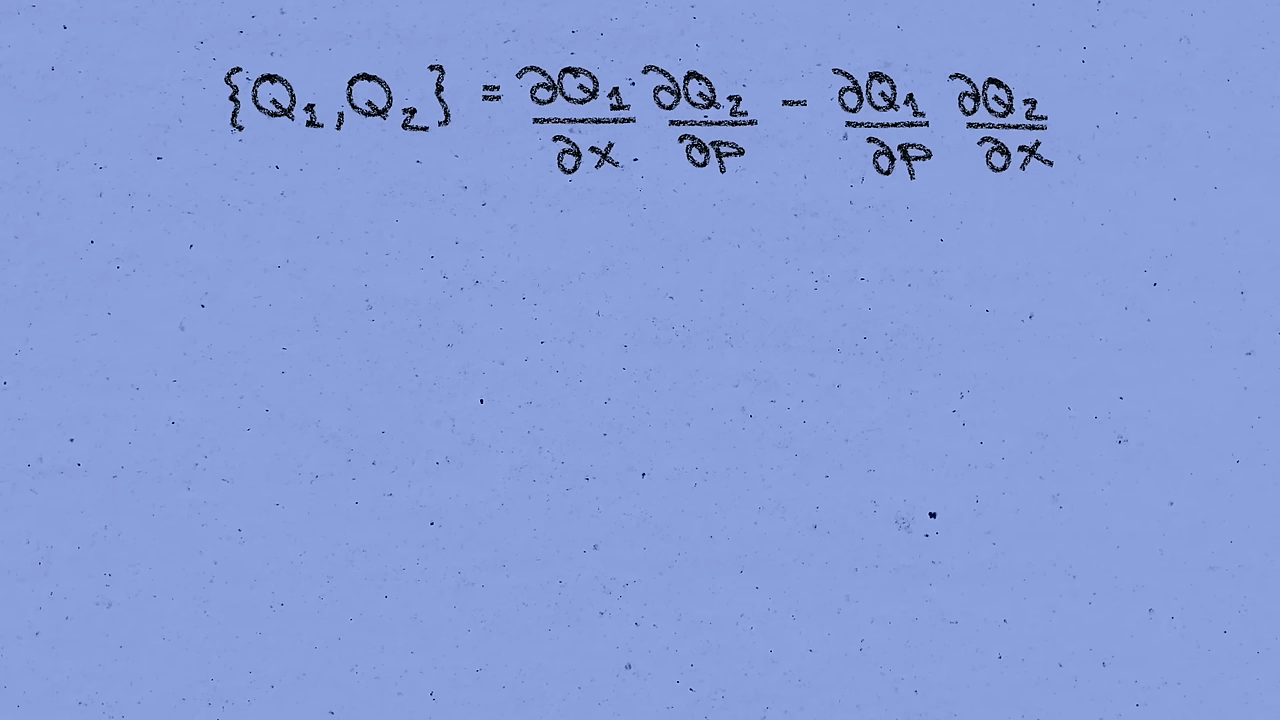 {Q₁,Q₂} = ∂Q₁/∂x ∂Q₂/∂p − ∂Q₁/∂p ∂Q₂/∂x